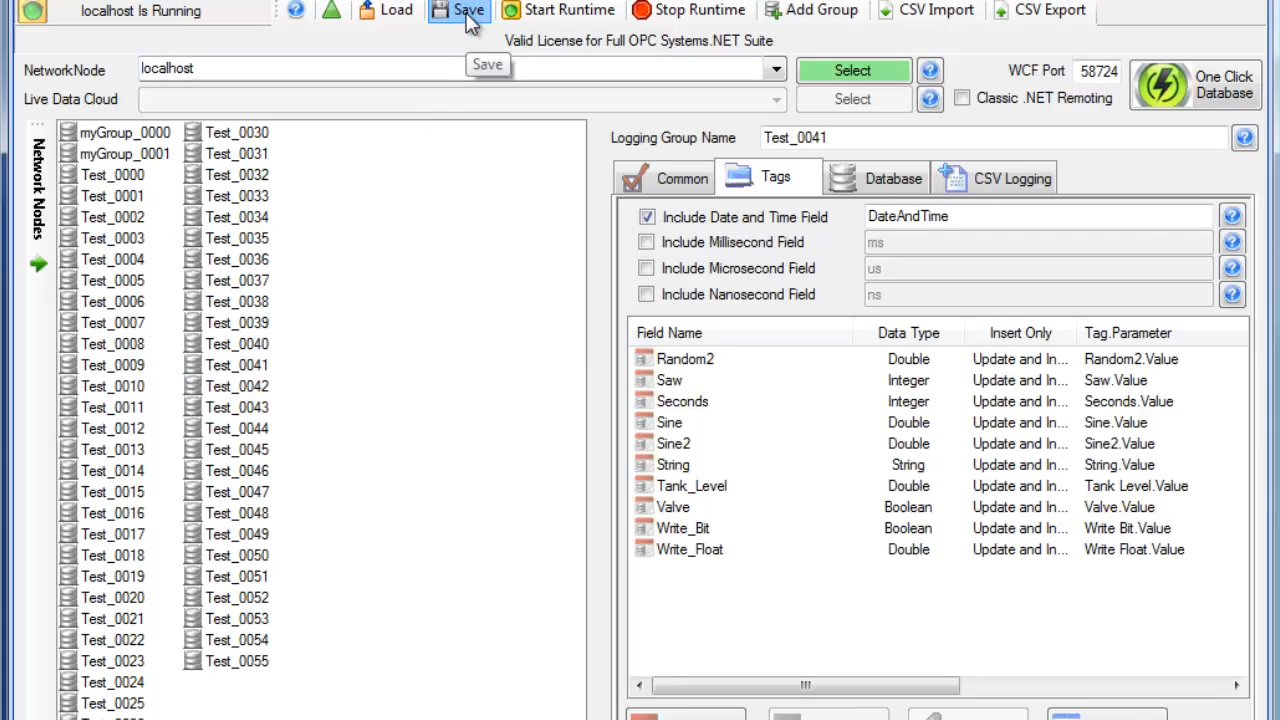 localhost Is Running
Load
Save
Start Runtime
Stop Runtime
Add Group
CSV Import
CSV Export
Valid License for Full OPC Systems.NET Suite
Save
NetworkNode
localhost
Select
WCF Port
58724
One Click
Database
Live Data Cloud
Select
Classic .NET Remoting
Network Nodes
myGroup_0000
myGroup_0001
Test_0000
Test_0001
Test_0002
Test_0003
Test_0004
Test_0005
Test_0006
Test_0007
Test_0008
Test_0009
Test_0010
Test_0011
Test_0012
Test_0013
Test_0014
Test_0015
Test_0016
Test_0017
Test_0018
Test_0019
Test_0020
Test_0021
Test_0022
Test_0023
Test_0024
Test_0025
Test_0030
Test_0031
Test_0032
Test_0033
Test_0034
Test_0035
Test_0036
Test_0037
Test_0038
Test_0039
Test_0040
Test_0041
Test_0042
Test_0043
Test_0044
Test_0045
Test_0046
Test_0047
Test_0048
Test_0049
Test_0050
Test_0051
Test_0052
Test_0053
Test_0054
Test_0055
Logging Group Name
Test_0041
Common
Tags
Database
CSV Logging
Include Date and Time Field
DateAndTime
Include Millisecond Field
ms
Include Microsecond Field
us
Include Nanosecond Field
ns
Field Name Data Type Insert Only Tag.Parameter
Random2 Double Update and In... Random2.Value
Saw Integer Update and In... Saw.Value
Seconds Integer Update and In... Seconds.Value
Sine Double Update and In... Sine.Value
Sine2 Double Update and In... Sine2.Value
String String Update and In... String.Value
Tank_Level Double Update and In... Tank Level.Value
Valve Boolean Update and In... Valve.Value
Write_Bit Boolean Update and In... Write Bit.Value
Write_Float Double Update and In... Write Float.Value